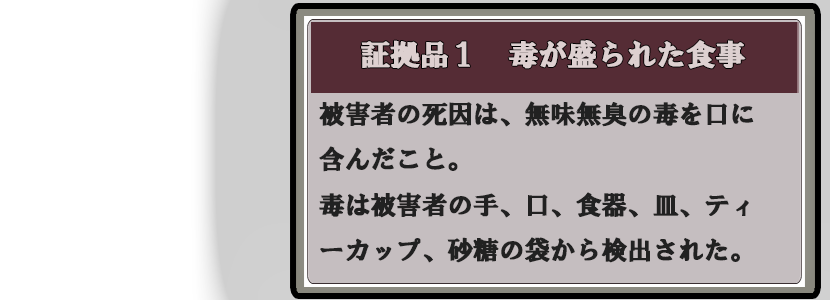 証拠品１　毒が盛られた食事
被害者の死因は、無味無臭の毒を口に
含んだこと。
毒は被害者の手、口、食器、皿、ティ
ーカップ、砂糖の袋から検出された。